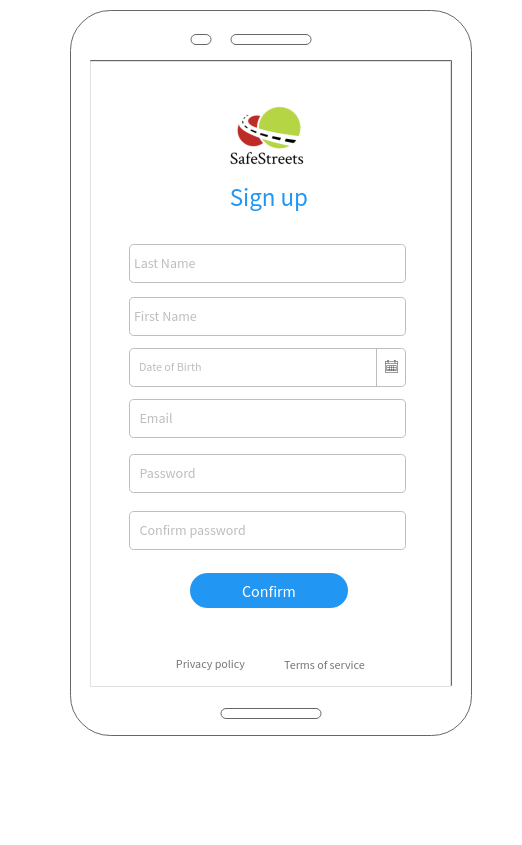 SafeStreets
Sign up
Last Name
First Name
Date of Birth
Email
Password
Confirm password
Confirm
Privacy policy
Terms of service